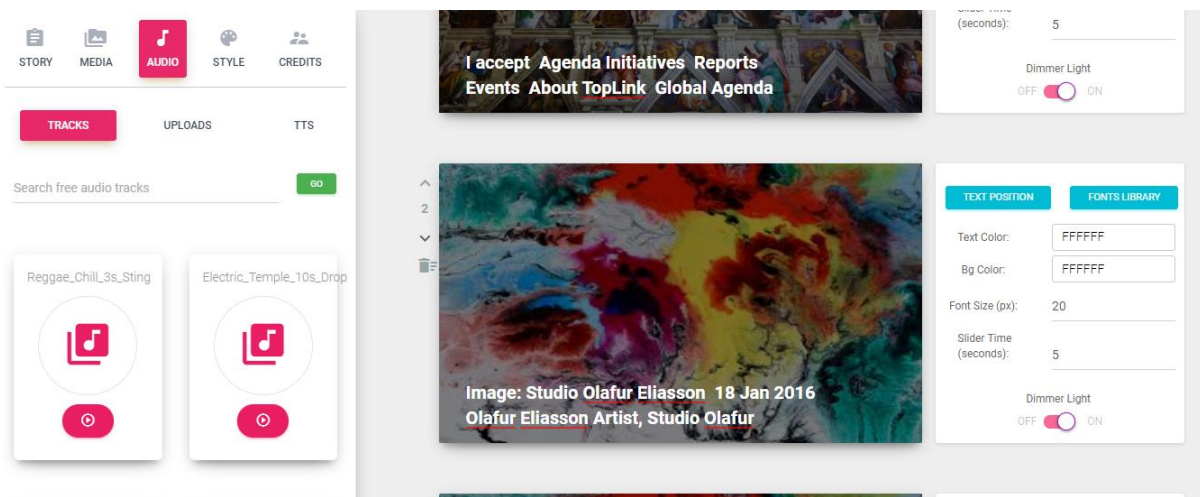 STORY
MEDIA
AUDIO
STYLE
CREDITS
TRACKS
UPLOADS
TTS
Search free audio tracks
GO
Reggae_Chill_3s_Sting
Electric_Temple_10s_Drop
I accept Agenda Initiatives Reports
Events About TopLink Global Agenda
Slider Time
(seconds):
5
Dimmer Light
OFF
ON
2
Image: Studio Olafur Eliasson 18 Jan 2016
Olafur Eliasson Artist, Studio Olafur
TEXT POSITION
FONTS LIBRARY
Text Color:
FFFFFF
Bg Color:
FFFFFF
Font Size (px):
20
Slider Time
(seconds):
5
Dimmer Light
OFF
ON